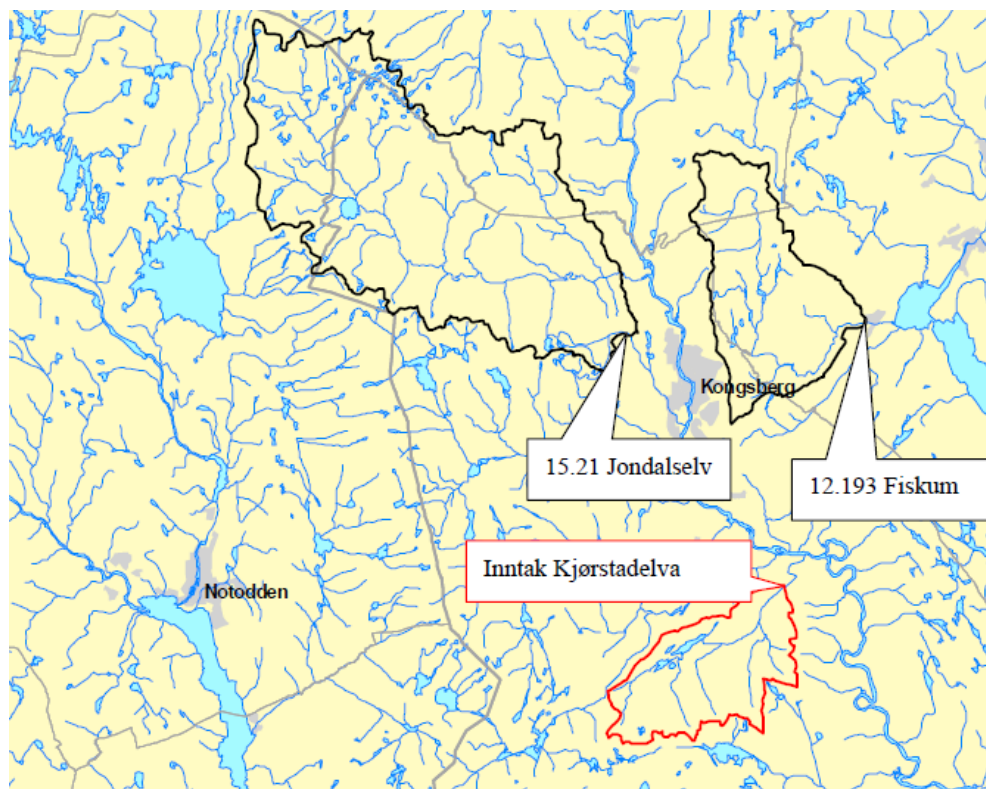 Kongsberg
15.21 Jondalselv
12.193 Fiskum
Inntak Kjørstadelva
Notodden